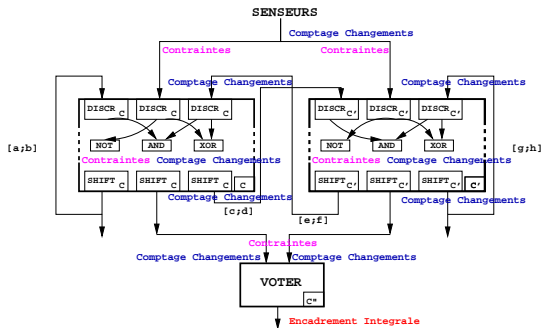 SENSEURS
Comptage Changements
Contraintes Contraintes
Comptage Changements Comptage Changements
DISCR C DISCR C DISCR C DISCR C' DISCR C' DISCR C'
[a;b] NOT AND XOR NOT AND XOR [g;h]
Contraintes Comptage Changements Contraintes Comptage Changements
SHIFT C SHIFT C SHIFT C C SHIFT C' SHIFT C' SHIFT C' C'
Comptage Changements Comptage Changements
[c;d] [e;f]
Contraintes
Comptage Changements Comptage Changements
VOTER
C"
Encadrement Integrale